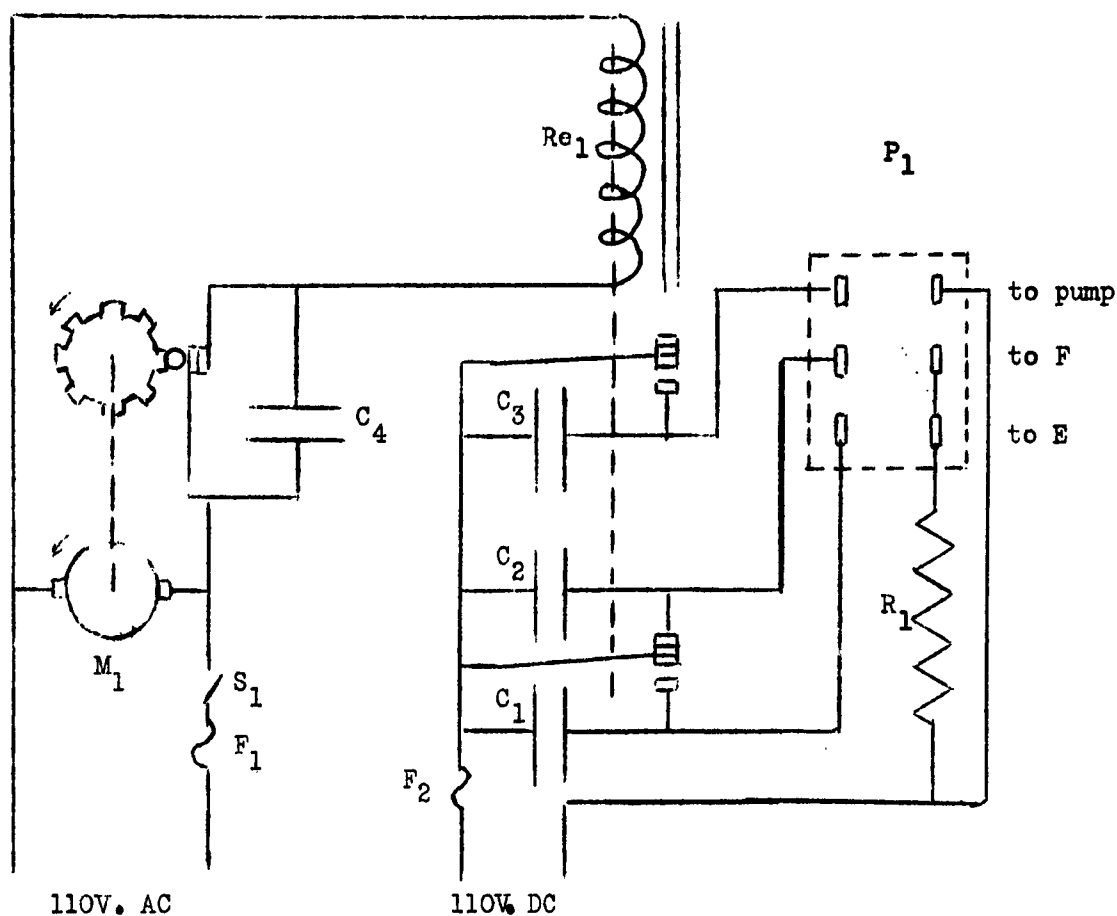 Re1
P1
to pump
to F
to E
C3
C4
C2
R1
M1
S1
C1
F1
F2
110V. AC
110V. DC